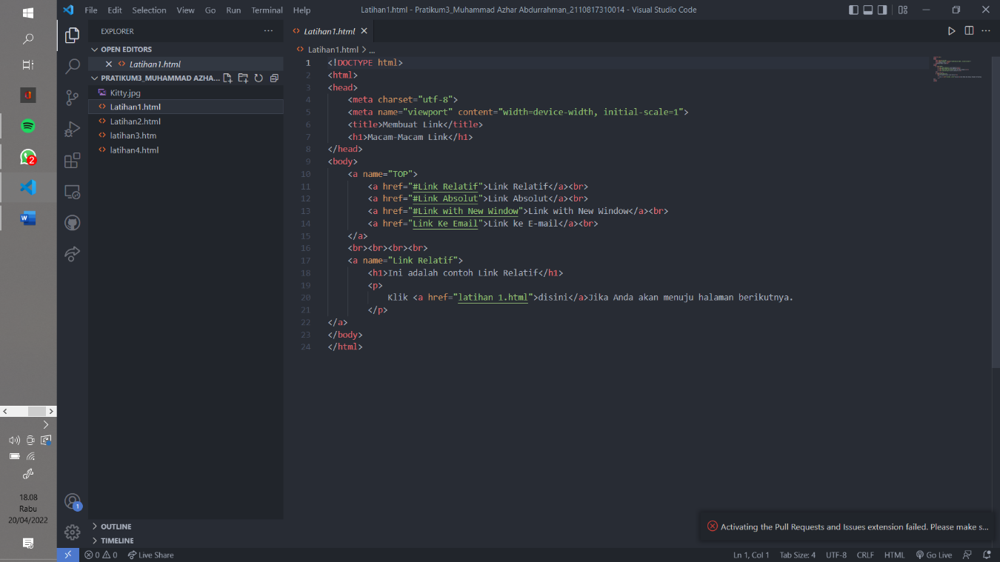 File Edit Selection View Go Run Terminal Help
Latihan1.html - Pratikum3_Muhammad Azhar Abdurrahman_2110817310014 - Visual Studio Code
EXPLORER
OPEN EDITORS
Latihan1.html
PRATIKUM3_MUHAMMAD AZHA...
Kitty.jpg
Latihan1.html
Latihan2.html
latihan3.htm
latihan4.html
OUTLINE
TIMELINE
Latihan1.html
Latihan1.html > ...
1 <!DOCTYPE html>
2 <html>
3 <head>
4 <meta charset="utf-8">
5 <meta name="viewport" content="width=device-width, initial-scale=1">
6 <title>Membuat Link</title>
7 <h1>Macam-Macam Link</h1>
8 </head>
9 <body>
10 <a name="TOP">
11 <a href="#Link Relatif">Link Relatif</a><br>
12 <a href="#Link Absolut">Link Absolut</a><br>
13 <a href="#Link with New Window">Link with New Window</a><br>
14 <a href="Link Ke Email">Link ke E-mail</a><br>
15 </a>
16 <br><br><br><br>
17 <a name="Link Relatif">
18 <h1>Ini adalah contoh Link Relatif</h1>
19 <p>
20 Klik <a href="latihan 1.html">disini</a>Jika Anda akan menuju halaman berikutnya.
21 </p>
22 </a>
23 </body>
24 </html>
Activating the Pull Requests and Issues extension failed. Please make s...
2
1
18.08
Rabu
20/04/2022
0 0 Live Share
Ln 1, Col 1 Tab Size: 4 UTF-8 CRLF HTML Go Live